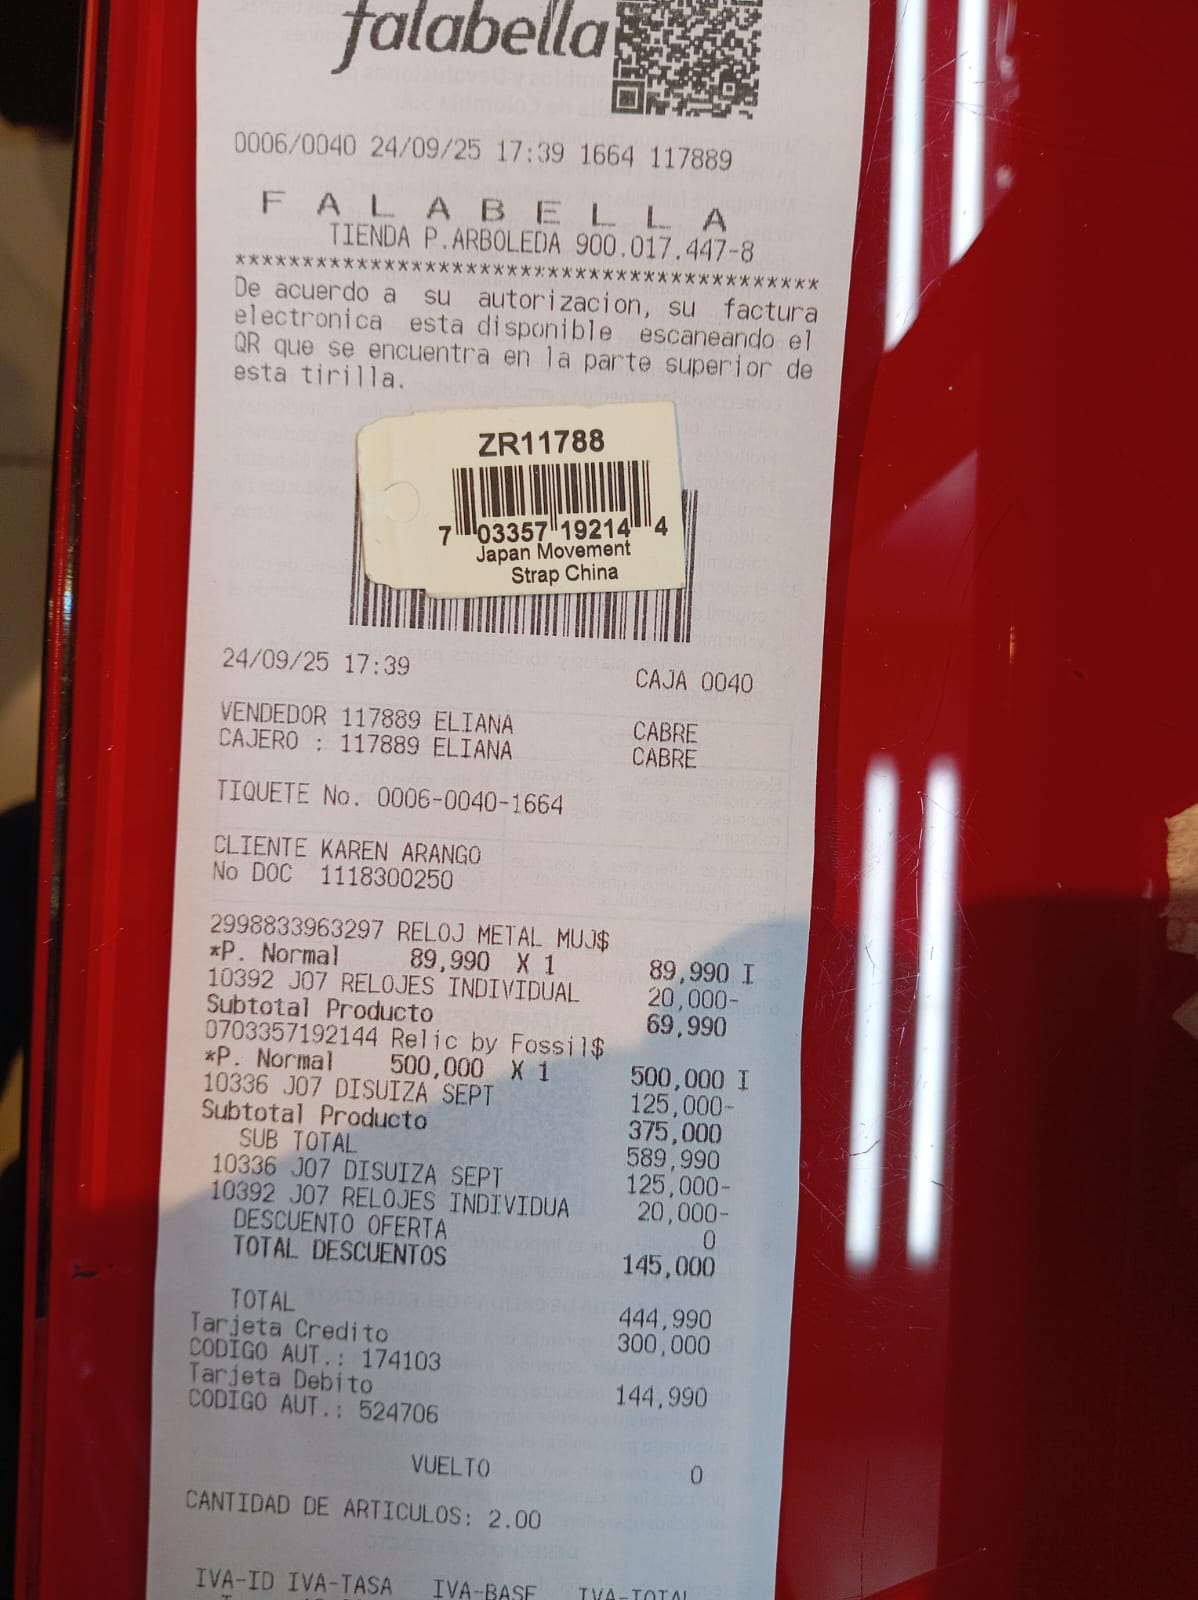 falabella
0006/0040 24/09/25 17:39 1664 117889
F A L A B E L L A
TIENDA P.ARBOLEDA 900.017.447-8
*******************************************
De acuerdo a su autorizacion, su factura
electronica esta disponible escaneando el
QR que se encuentra en la parte superior de
esta tirilla.
ZR11788
7 03357 19214 4
Japan Movement
Strap China
24/09/25 17:39 CAJA 0040
VENDEDOR 117889 ELIANA CABRE
CAJERO : 117889 ELIANA CABRE
TIQUETE No. 0006-0040-1664
CLIENTE KAREN ARANGO
No DOC 1118300250
2998833963297 RELOJ METAL MUJ$
*P. Normal 89,990 X 1 89,990 I
10392 J07 RELOJES INDIVIDUAL 20,000-
Subtotal Producto 69,990
0703357192144 Relic by Fossil$
*P. Normal 500,000 X 1 500,000 I
10336 J07 DISUIZA SEPT 125,000-
Subtotal Producto 375,000
SUB TOTAL 589,990
10336 J07 DISUIZA SEPT 125,000-
10392 J07 RELOJES INDIVIDUA 20,000-
DESCUENTO OFERTA 0
TOTAL DESCUENTOS 145,000
TOTAL 444,990
Tarjeta Credito 300,000
CODIGO AUT.: 174103
Tarjeta Debito 144,990
CODIGO AUT.: 524706
VUELTO 0
CANTIDAD DE ARTICULOS: 2.00
IVA-ID IVA-TASA IVA-BASE IVA-TOTAL